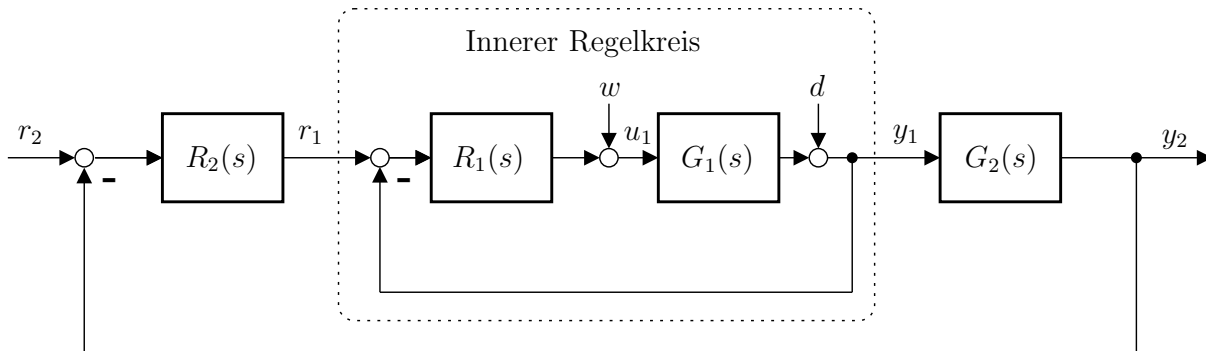 Innerer Regelkreis
w
d
r₂
R₂(s)
r₁
R₁(s)
u₁
G₁(s)
y₁
G₂(s)
y₂
-
-